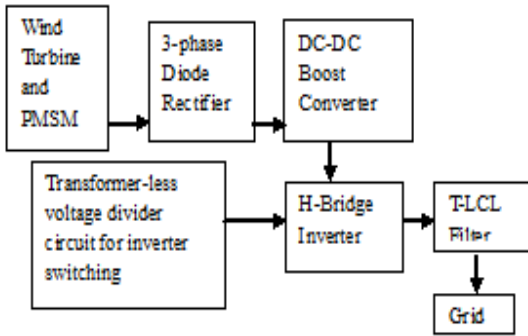 Wind
Turbine
and
PMSM
3-phase
Diode
Rectifier
DC-DC
Boost
Converter
Transformer-less
voltage divider
circuit for inverter
switching
H-Bridge
Inverter
T-LCL
Filter
Grid